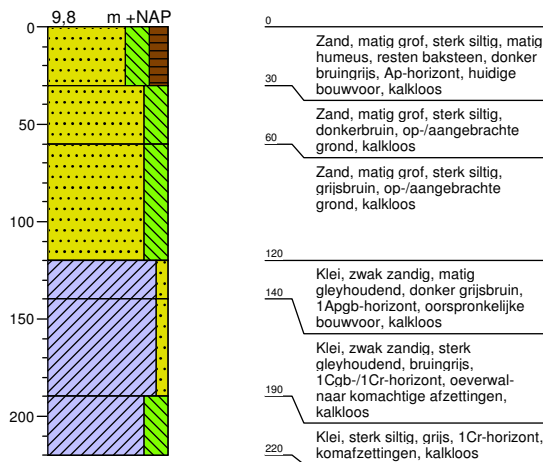 9,8 m +NAP
0
50
100
150
200
0
Zand, matig grof, sterk siltig, matig
humeus, resten baksteen, donker
bruingrijs, Ap-horizont, huidige
bouwvoor, kalkloos
30
Zand, matig grof, sterk siltig,
donkerbruin, op-/aangebrachte
grond, kalkloos
60
Zand, matig grof, sterk siltig,
grijsbruin, op-/aangebrachte
grond, kalkloos
120
Klei, zwak zandig, matig
gleyhoudend, donker grijsbruin,
1Apgb-horizont, oorspronkelijke
bouwvoor, kalkloos
140
Klei, zwak zandig, sterk
gleyhoudend, bruingrijs,
1Cgb-/1Cr-horizont, oeverwal-
naar komachtige afzettingen,
kalkloos
190
Klei, sterk siltig, grijs, 1Cr-horizont,
komafzettingen, kalkloos
220